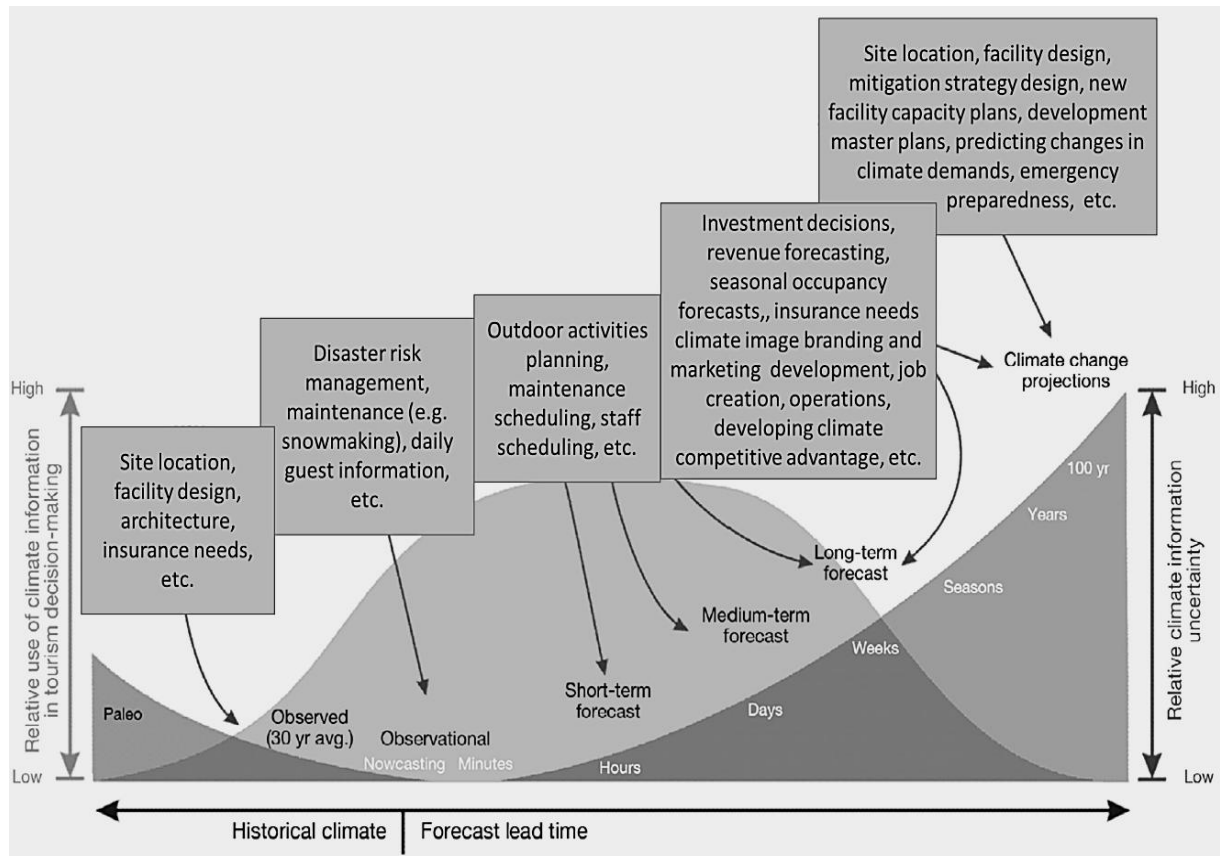 Site location, facility design,
mitigation strategy design, new
facility capacity plans, development
master plans, predicting changes in
climate demands, emergency
preparedness, etc.
Investment decisions,
revenue forecasting,
seasonal occupancy
forecasts,, insurance needs
climate image branding and
marketing development, job
creation, operations,
developing climate
competitive advantage, etc.
Outdoor activities
planning,
maintenance
scheduling, staff
scheduling, etc.
Disaster risk
management,
maintenance (e.g.
snowmaking), daily
guest information,
etc.
Site location,
facility design,
architecture,
insurance needs,
etc.
High
Relative use of climate information
in tourism decision-making
Low
Paleo
Observed
(30 yr avg.)
Observational
Nowcasting
Minutes
Short-term
forecast
Medium-term
forecast
Long-term
forecast
Climate change
projections
Hours
Days
Weeks
Seasons
Years
100 yr
High
Relative climate information
uncertainty
Low
Historical climate
Forecast lead time